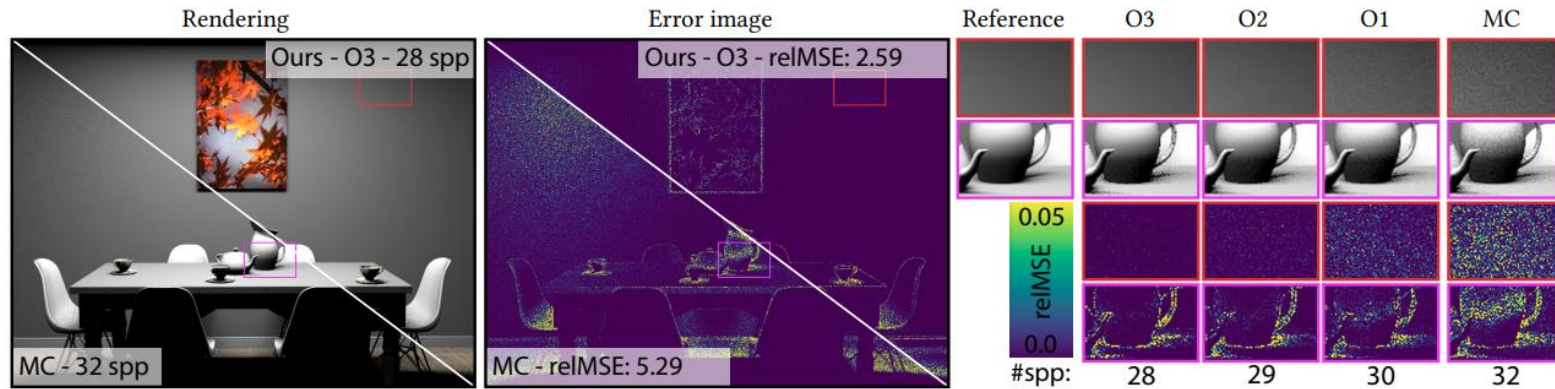 Rendering
Error image
Reference O3 O2 O1 MC
Ours - O3 - 28 spp
Ours - O3 - relMSE: 2.59
MC - 32 spp
MC - relMSE: 5.29
0.05
relMSE
0.0
#spp: 28 29 30 32